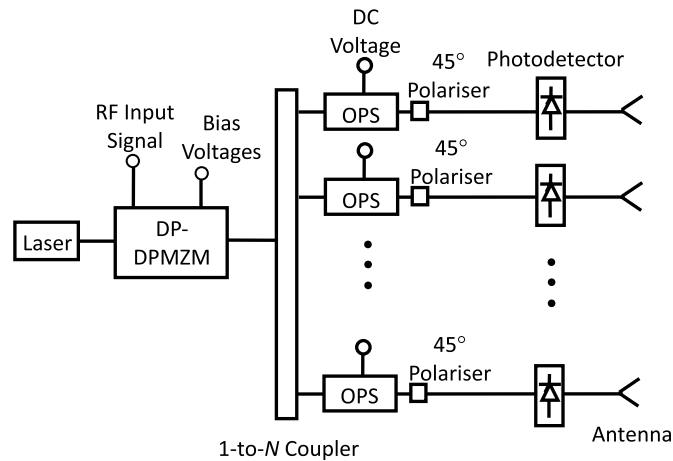 DC
Voltage
45°
Polariser
Photodetector
OPS
RF Input
Signal
Bias
Voltages
45°
Polariser
OPS
Laser
DP-
DPMZM
45°
Polariser
OPS
Antenna
1-to-N Coupler